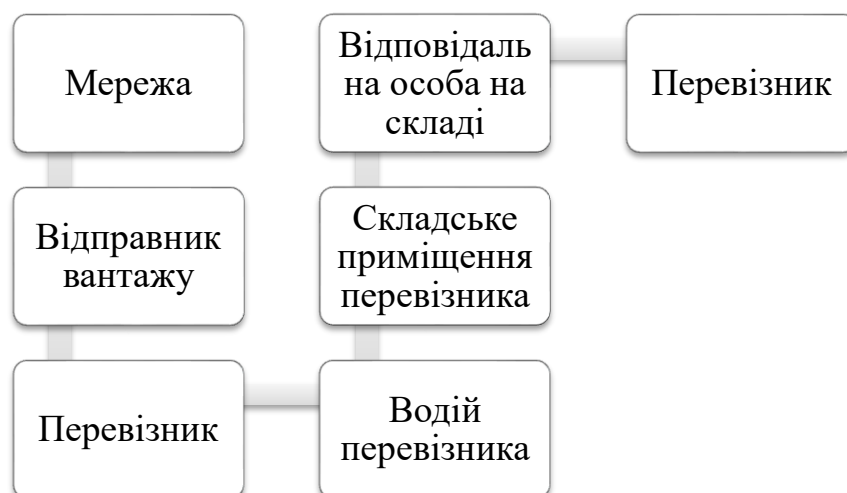 Мережа
Відправник
вантажу
Перевізник
Водій
перевізника
Складське
приміщення
перевізника
Відповідаль
на особа на
складі
Перевізник